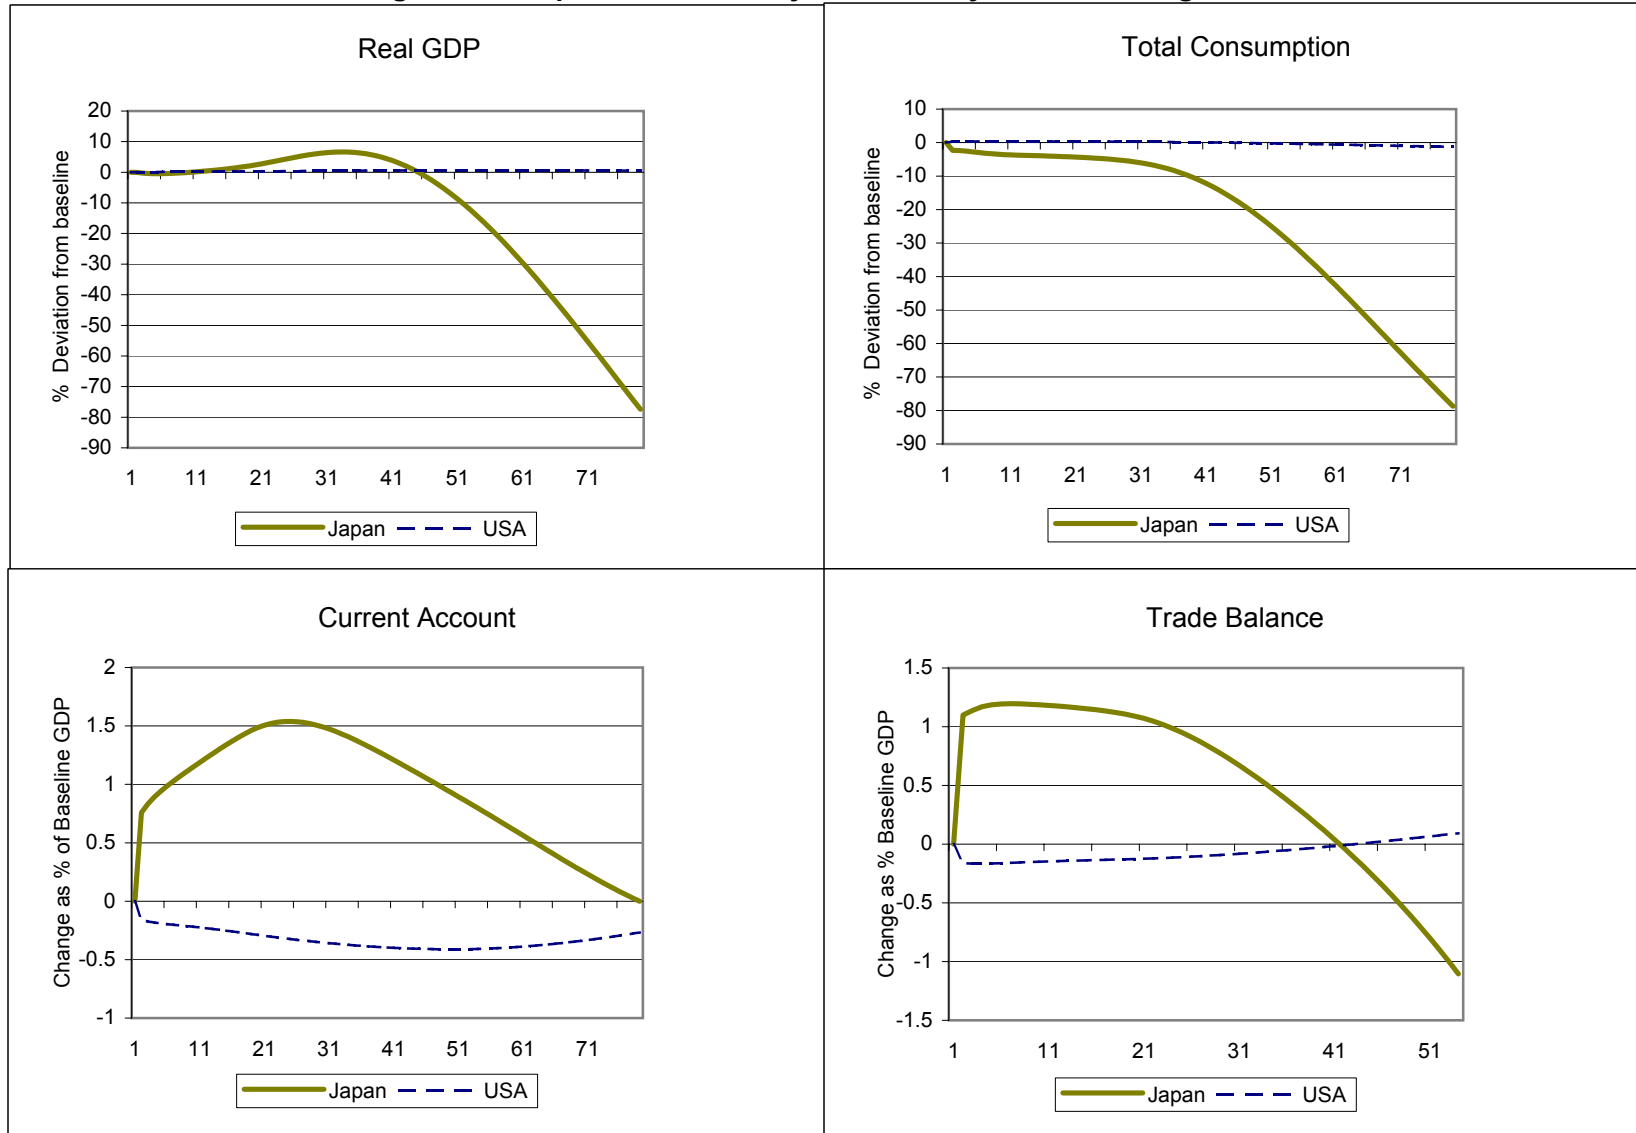 Real GDP
% Deviation from baseline
20
10
0
-10
-20
-30
-40
-50
-60
-70
-80
-90
1 11 21 31 41 51 61 71
Japan USA
Total Consumption
% Deviation from baseline
10
0
-10
-20
-30
-40
-50
-60
-70
-80
-90
1 11 21 31 41 51 61 71
Japan USA
Current Account
Change as % of Baseline GDP
2
1.5
1
0.5
0
-0.5
-1
1 11 21 31 41 51 61 71
Japan USA
Trade Balance
Change as % Baseline GDP
1.5
1
0.5
0
-0.5
-1
-1.5
1 11 21 31 41 51
Japan USA